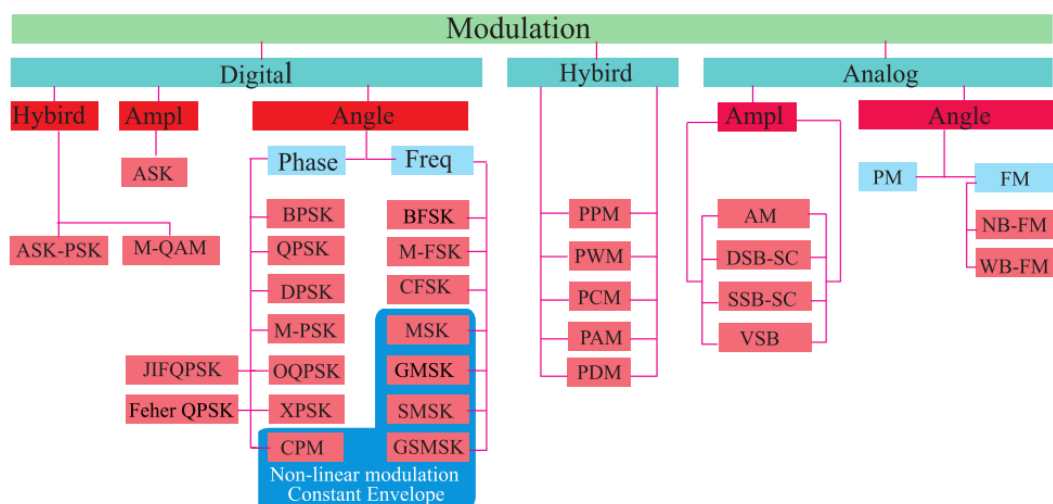 Modulation
Digital
Hybird
Analog
Hybird
Ampl
Angle
Ampl
Angle
Phase
Freq
PM
FM
ASK
BPSK
BFSK
PPM
AM
NB-FM
ASK-PSK
M-QAM
QPSK
M-FSK
PWM
DSB-SC
WB-FM
DPSK
CFSK
PCM
SSB-SC
M-PSK
MSK
PAM
VSB
JIFQPSK
OQPSK
GMSK
PDM
Feher QPSK
XPSK
SMSK
CPM
GSMSK
Non-linear modulation
Constant Envelope